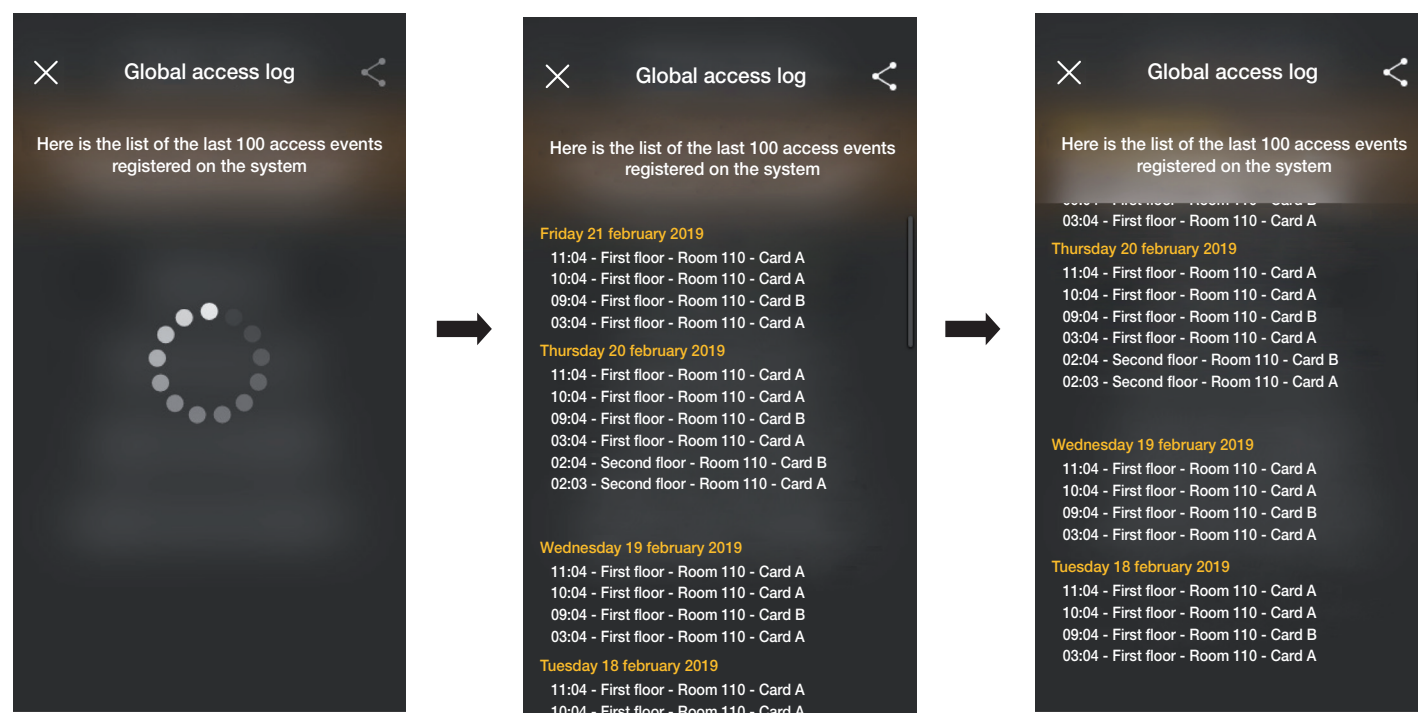 Global access log
Here is the list of the last 100 access events
registered on the system
Global access log
Here is the list of the last 100 access events
registered on the system
Friday 21 february 2019
11:04 - First floor - Room 110 - Card A
10:04 - First floor - Room 110 - Card A
09:04 - First floor - Room 110 - Card B
03:04 - First floor - Room 110 - Card A
Thursday 20 february 2019
11:04 - First floor - Room 110 - Card A
10:04 - First floor - Room 110 - Card A
09:04 - First floor - Room 110 - Card B
03:04 - First floor - Room 110 - Card A
02:04 - Second floor - Room 110 - Card B
02:03 - Second floor - Room 110 - Card A
Wednesday 19 february 2019
11:04 - First floor - Room 110 - Card A
10:04 - First floor - Room 110 - Card A
09:04 - First floor - Room 110 - Card B
03:04 - First floor - Room 110 - Card A
Tuesday 18 february 2019
11:04 - First floor - Room 110 - Card A
10:04 - First floor - Room 110 - Card A
Global access log
Here is the list of the last 100 access events
registered on the system
03:04 - First floor - Room 110 - Card A
Thursday 20 february 2019
11:04 - First floor - Room 110 - Card A
10:04 - First floor - Room 110 - Card A
09:04 - First floor - Room 110 - Card B
03:04 - First floor - Room 110 - Card A
02:04 - Second floor - Room 110 - Card B
02:03 - Second floor - Room 110 - Card A
Wednesday 19 february 2019
11:04 - First floor - Room 110 - Card A
10:04 - First floor - Room 110 - Card A
09:04 - First floor - Room 110 - Card B
03:04 - First floor - Room 110 - Card A
Tuesday 18 february 2019
11:04 - First floor - Room 110 - Card A
10:04 - First floor - Room 110 - Card A
09:04 - First floor - Room 110 - Card B
03:04 - First floor - Room 110 - Card A